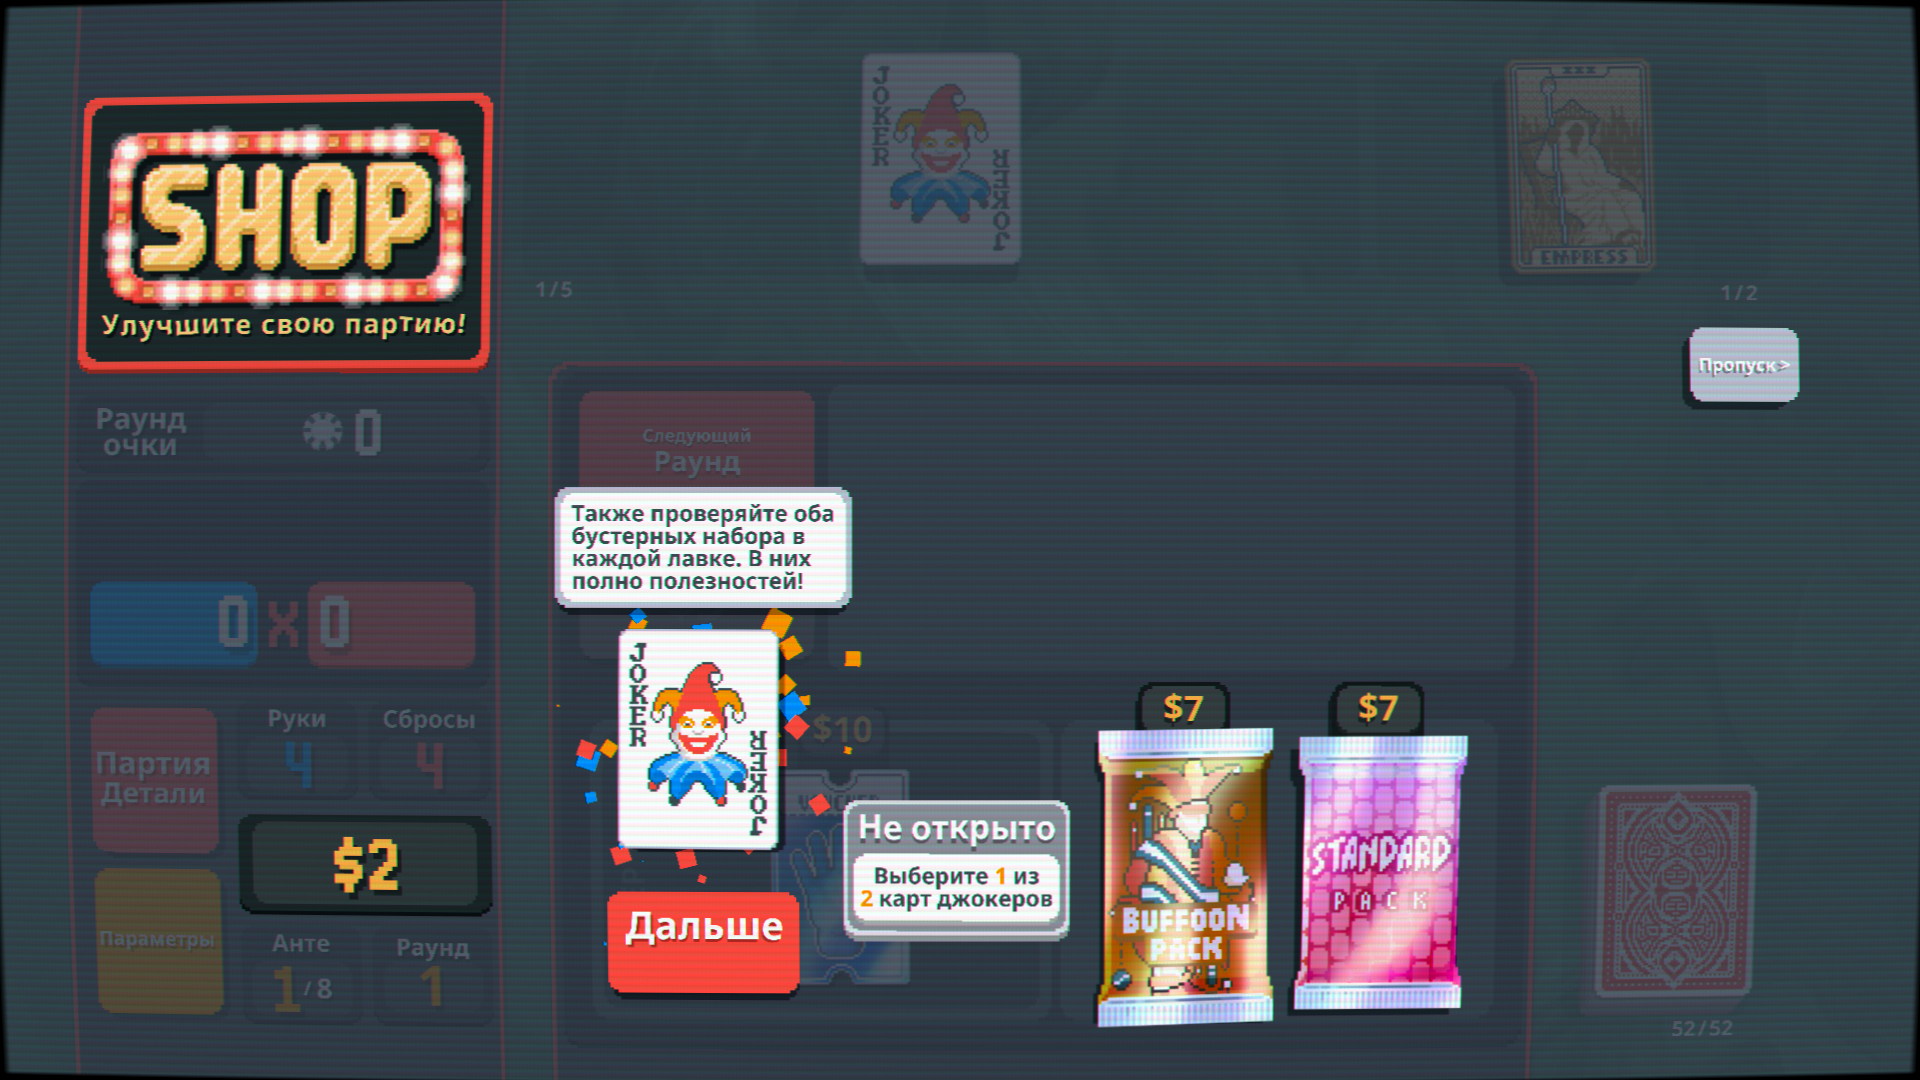 SHOP
Улучшите свою партию!
Раунд
очки
0
0 X 0
Руки
4
Сбросы
4
Партия
Детали
$2
Параметры
Анте
1/8
Раунд
1
JOKER
JOKER
1/5
EMPRESS
1/2
Пропуск>
Следующий
Раунд
Также проверяйте оба
бустерных набора в
каждой лавке. В них
полно полезностей!
JOKER
JOKER
Дальше
$10
VOUCHER
Не открыто
Выберите 1 из
2 карт джокеров
$7
BUFFOON
PACK
$7
STANDARD
PACK
52/52